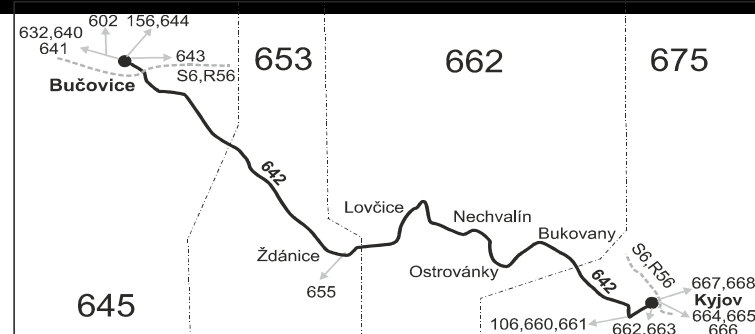 602 156,644
632,640
641
643
S6,R56
Bučovice
653
662
675
642
Lovčice
Nechvalín
Bukovany
Ždánice
Ostrovánky
655
645
642
S6,R56
667,668
Kyjov
664,665
106,660,661
662,663
666